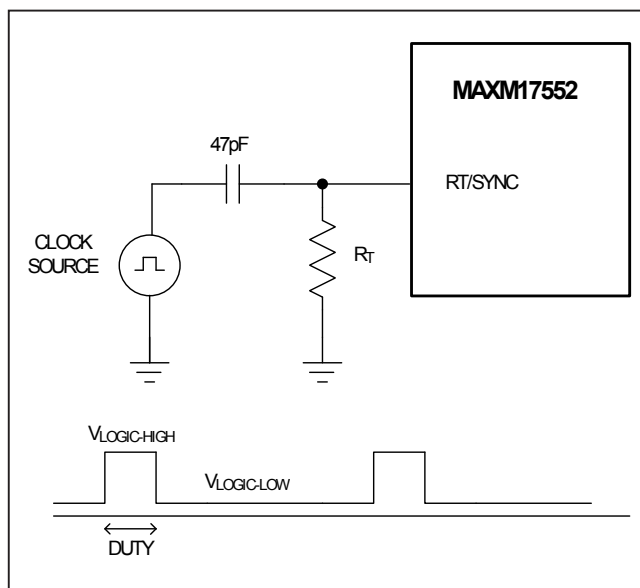 MAXM17552
47pF
RT/SYNC
CLOCK
SOURCE
RT
VLOGIC-HIGH
VLOGIC-LOW
DUTY